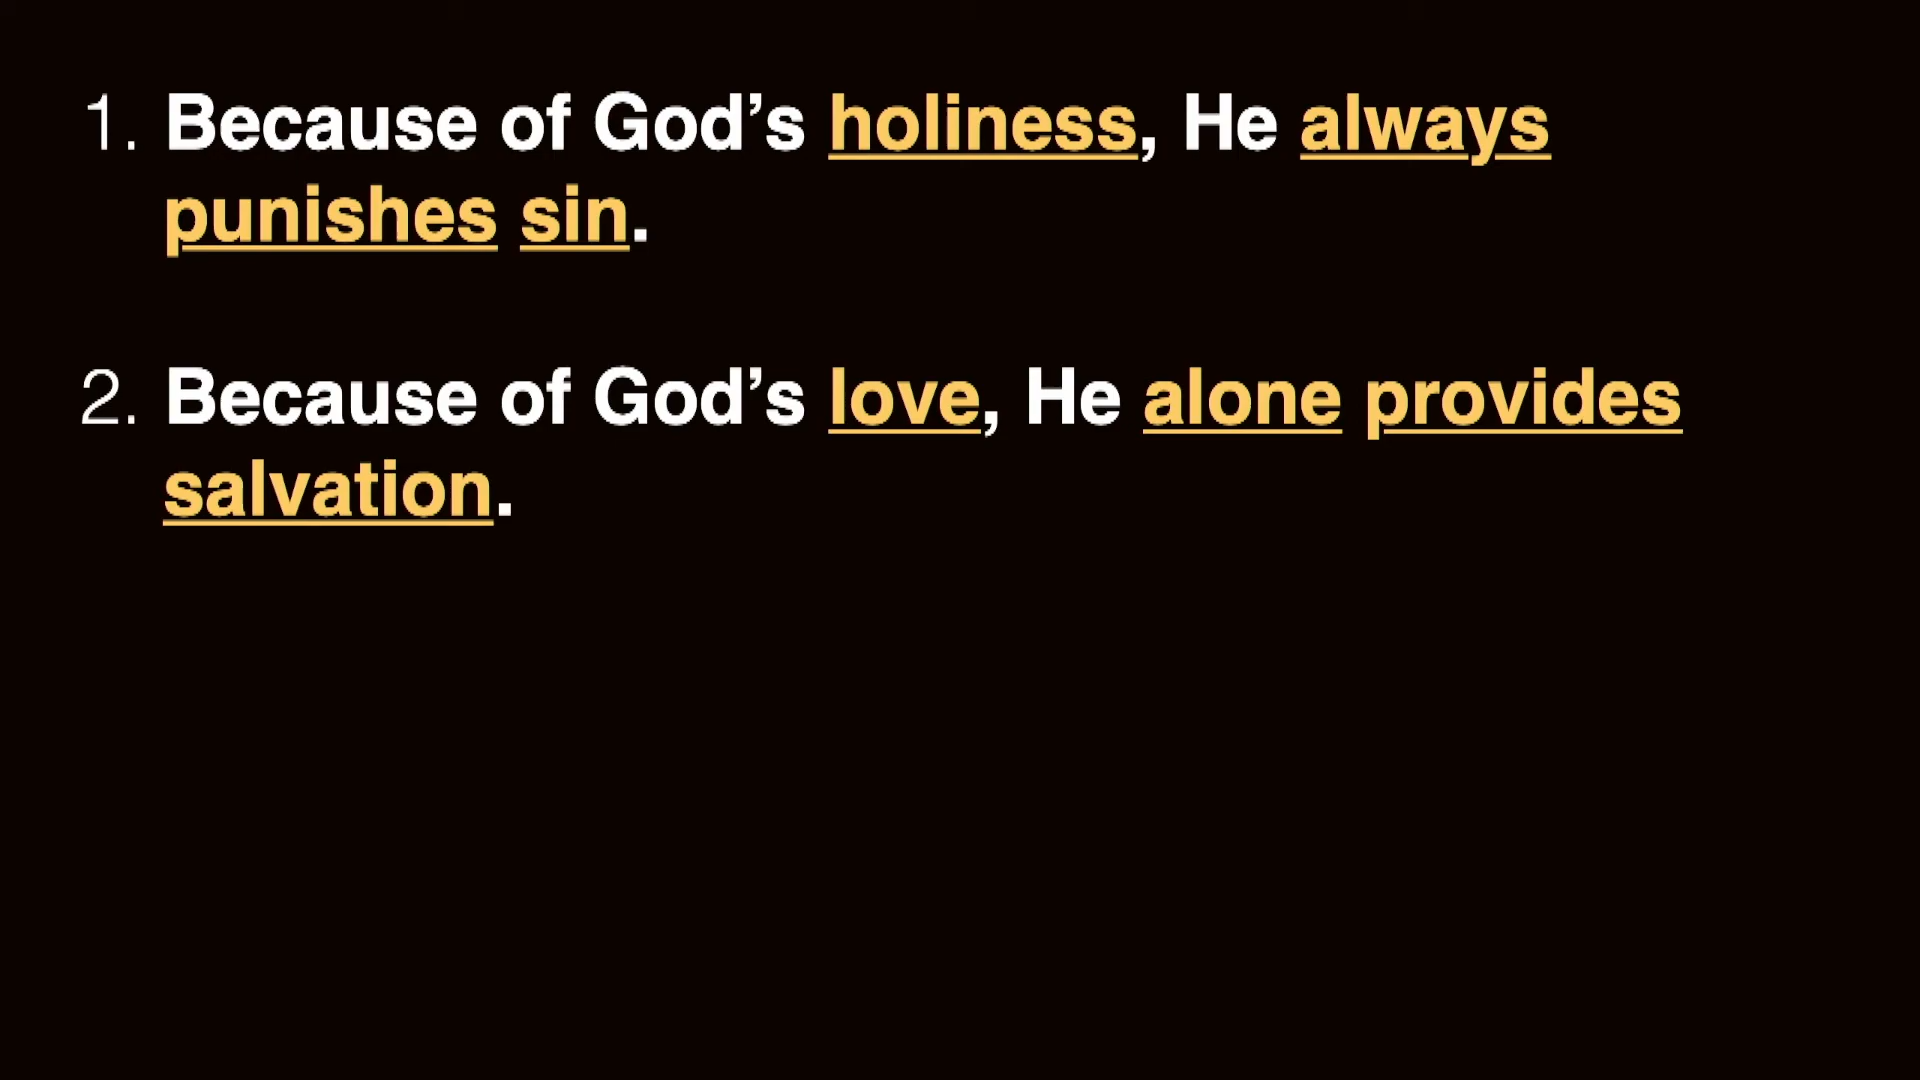 1. Because of God’s holiness, He always
punishes sin.
2. Because of God’s love, He alone provides
salvation.